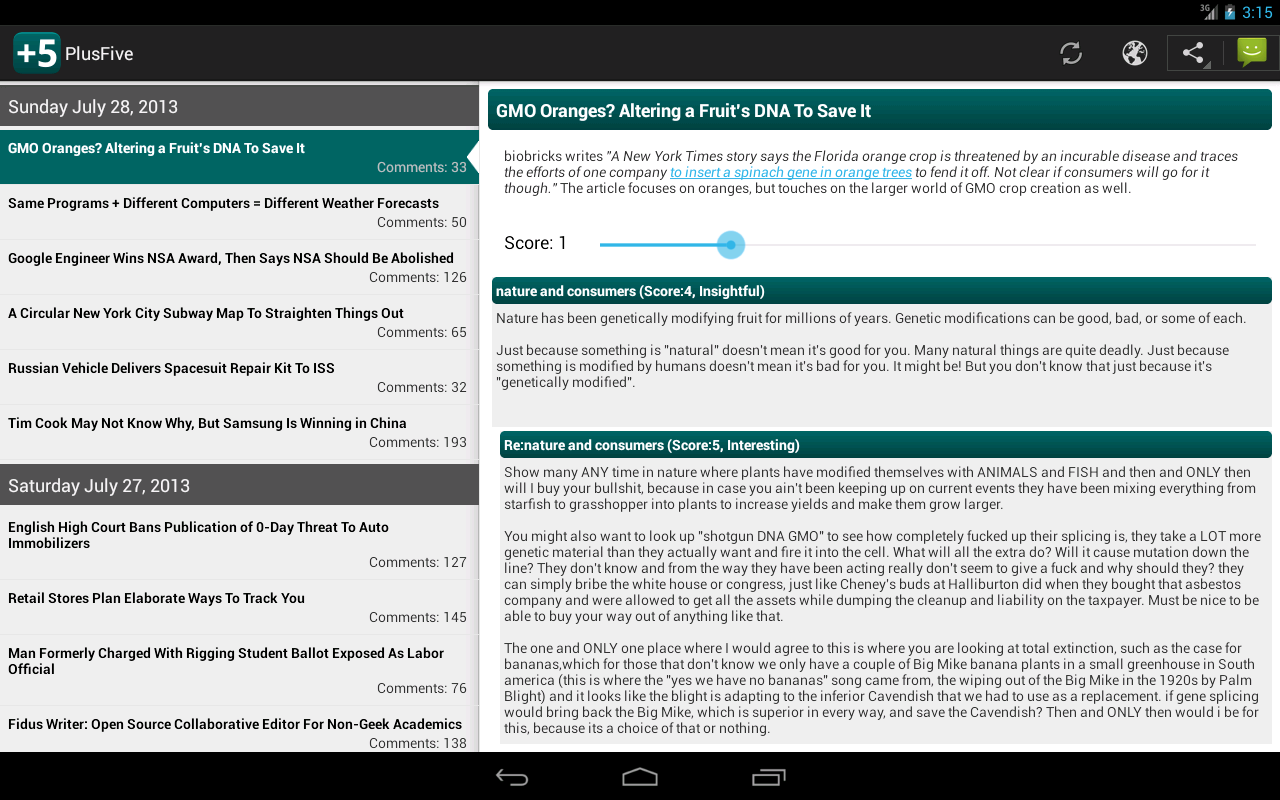 3G 3:15
+5 PlusFive
Sunday July 28, 2013
GMO Oranges? Altering a Fruit's DNA To Save It
Comments: 33
Same Programs + Different Computers = Different Weather Forecasts
Comments: 50
Google Engineer Wins NSA Award, Then Says NSA Should Be Abolished
Comments: 126
A Circular New York City Subway Map To Straighten Things Out
Comments: 65
Russian Vehicle Delivers Spacesuit Repair Kit To ISS
Comments: 32
Tim Cook May Not Know Why, But Samsung Is Winning in China
Comments: 193
Saturday July 27, 2013
English High Court Bans Publication of 0-Day Threat To Auto
Immobilizers
Comments: 127
Retail Stores Plan Elaborate Ways To Track You
Comments: 145
Man Formerly Charged With Rigging Student Ballot Exposed As Labor
Official
Comments: 76
Fidus Writer: Open Source Collaborative Editor For Non-Geek Academics
Comments: 138
GMO Oranges? Altering a Fruit's DNA To Save It
biobricks writes "A New York Times story says the Florida orange crop is threatened by an incurable disease and traces
the efforts of one company to insert a spinach gene in orange trees to fend it off. Not clear if consumers will go for it
though." The article focuses on oranges, but touches on the larger world of GMO crop creation as well.
Score: 1
nature and consumers (Score:4, Insightful)
Nature has been genetically modifying fruit for millions of years. Genetic modifications can be good, bad, or some of each.
Just because something is "natural" doesn't mean it's good for you. Many natural things are quite deadly. Just because
something is modified by humans doesn't mean it's bad for you. It might be! But you don't know that just because it's
"genetically modified".
Re:nature and consumers (Score:5, Interesting)
Show many ANY time in nature where plants have modified themselves with ANIMALS and FISH and then and ONLY then
will I buy your bullshit, because in case you ain't been keeping up on current events they have been mixing everything from
starfish to grasshopper into plants to increase yields and make them grow larger.
You might also want to look up "shotgun DNA GMO" to see how completely fucked up their splicing is, they take a LOT more
genetic material than they actually want and fire it into the cell. What will all the extra do? Will it cause mutation down the
line? They don't know and from the way they have been acting really don't seem to give a fuck and why should they? they
can simply bribe the white house or congress, just like Cheney's buds at Halliburton did when they bought that asbestos
company and were allowed to get all the assets while dumping the cleanup and liability on the taxpayer. Must be nice to be
able to buy your way out of anything like that.
The one and ONLY one place where I would agree to this is where you are looking at total extinction, such as the case for
bananas,which for those that don't know we only have a couple of Big Mike banana plants in a small greenhouse in South
america (this is where the "yes we have no bananas" song came from, the wiping out of the Big Mike in the 1920s by Palm
Blight) and it looks like the blight is adapting to the inferior Cavendish that we had to use as a replacement. if gene splicing
would bring back the Big Mike, which is superior in every way, and save the Cavendish? Then and ONLY then would i be for
this, because its a choice of that or nothing.